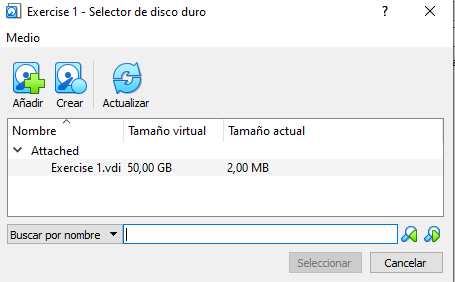 Exercise 1 - Selector de disco duro
?
Medio
Añadir Crear Actualizar
Nombre Tamaño virtual Tamaño actual
Attached
Exercise 1.vdi 50,00 GB 2,00 MB
Buscar por nombre
Seleccionar Cancelar